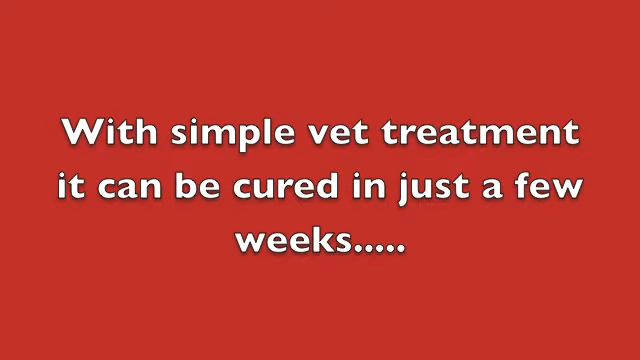 With simple vet treatment
it can be cured in just a few
weeks.....